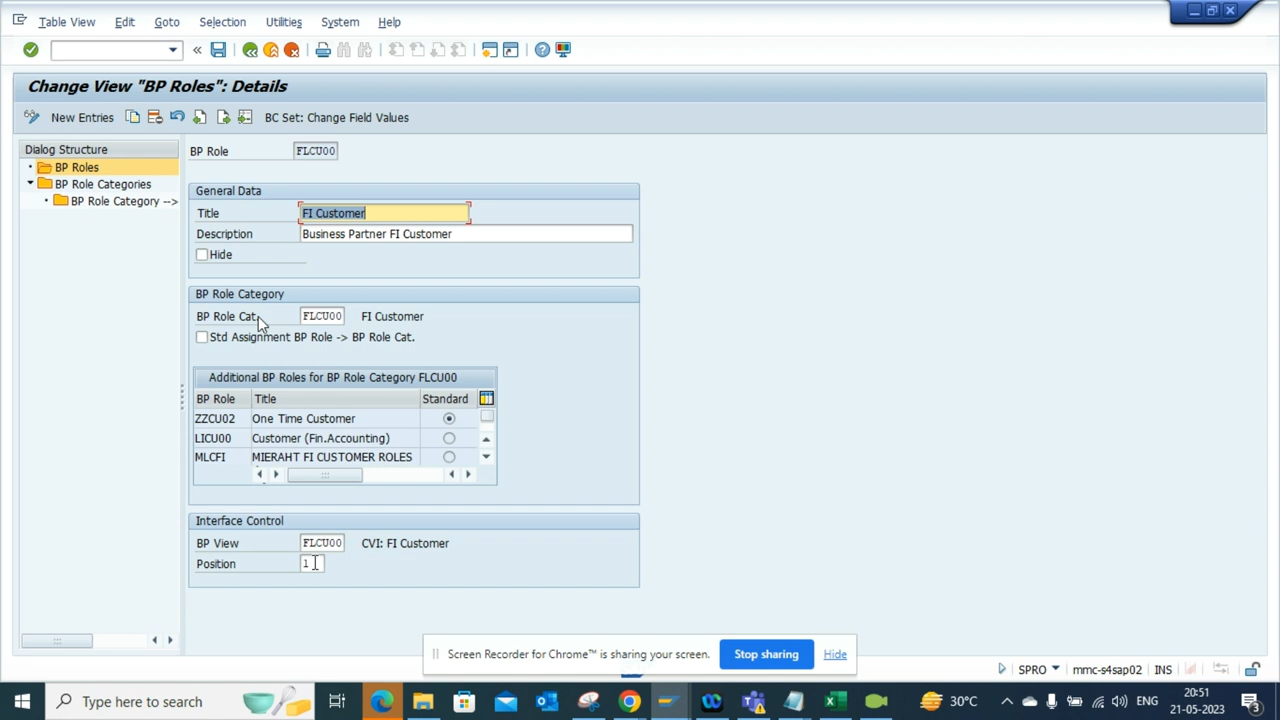 Table View Edit Goto Selection Utilities System Help
Change View "BP Roles": Details
New Entries BC Set: Change Field Values
Dialog Structure
BP Roles
BP Role Categories
BP Role Category -->
BP Role FLCU00
General Data
Title FI Customer
Description Business Partner FI Customer
Hide
BP Role Category
BP Role Cat. FLCU00 FI Customer
Std Assignment BP Role -> BP Role Cat.
Additional BP Roles for BP Role Category FLCU00
BP Role Title Standard
ZZCU02 One Time Customer
LICU00 Customer (Fin.Accounting)
MLCFI MIERAHT FI CUSTOMER ROLES
Interface Control
BP View FLCU00 CVI: FI Customer
Position 1
Screen Recorder for Chrome™ is sharing your screen. Stop sharing Hide
SPRO mmc-s4sap02 INS
Type here to search 30°C ENG 20:51 21-05-2023 3